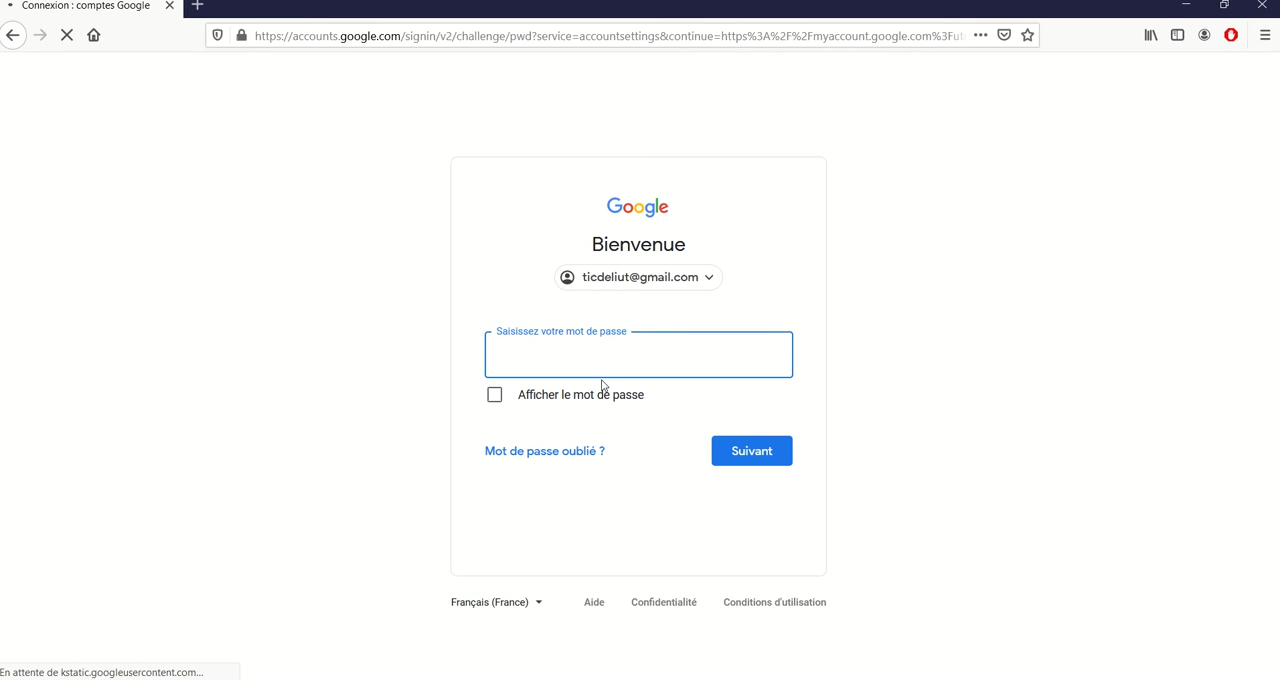 Connexion : comptes Google
https://accounts.google.com/signin/v2/challenge/pwd?service=accountsettings&continue=https%3A%2F%2Fmyaccount.google.com%3Fut
Google
Bienvenue
ticdeliut@gmail.com
Saisissez votre mot de passe
Afficher le mot de passe
Mot de passe oublié ?
Suivant
Français (France)
Aide
Confidentialité
Conditions d'utilisation
En attente de kstatic.googleusercontent.com...